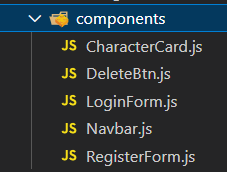 components
JS CharacterCard.js
JS DeleteBtn.js
JS LoginForm.js
JS Navbar.js
JS RegisterForm.js